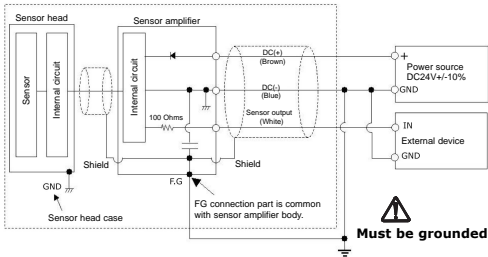 Sensor head
Sensor amplifier
Sensor
Internal circuit
Internal circuit
DC(+)
(Brown)
+
Power source
DC24V+/-10%
DC(-)
(Blue)
GND
100 Ohms
Sensor output
(White)
IN
External device
Shield
Shield
GND
GND
F.G
Sensor head case
FG connection part is common
with sensor amplifier body.
Must be grounded